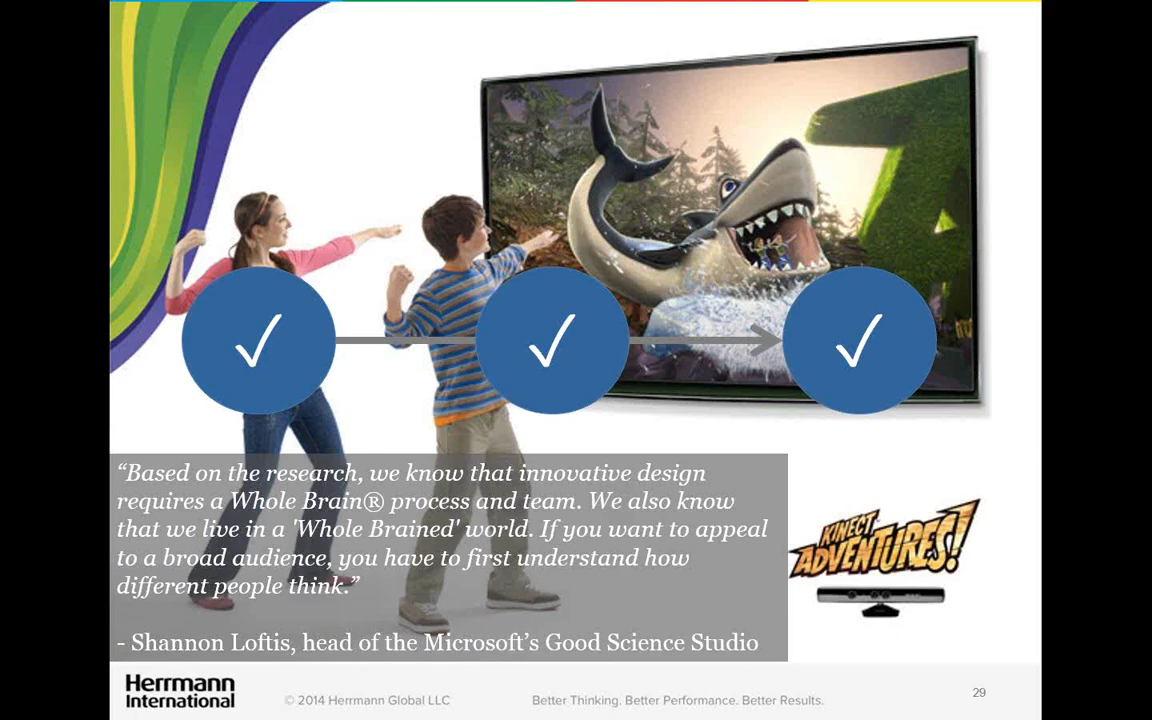 “Based on the research, we know that innovative design
requires a Whole Brain® process and team. We also know
that we live in a 'Whole Brained' world. If you want to appeal
to a broad audience, you have to first understand how
different people think.”
- Shannon Loftis, head of the Microsoft’s Good Science Studio
KINECT
ADVENTURES!
Herrmann
International
© 2014 Herrmann Global LLC
Better Thinking. Better Performance. Better Results.
29